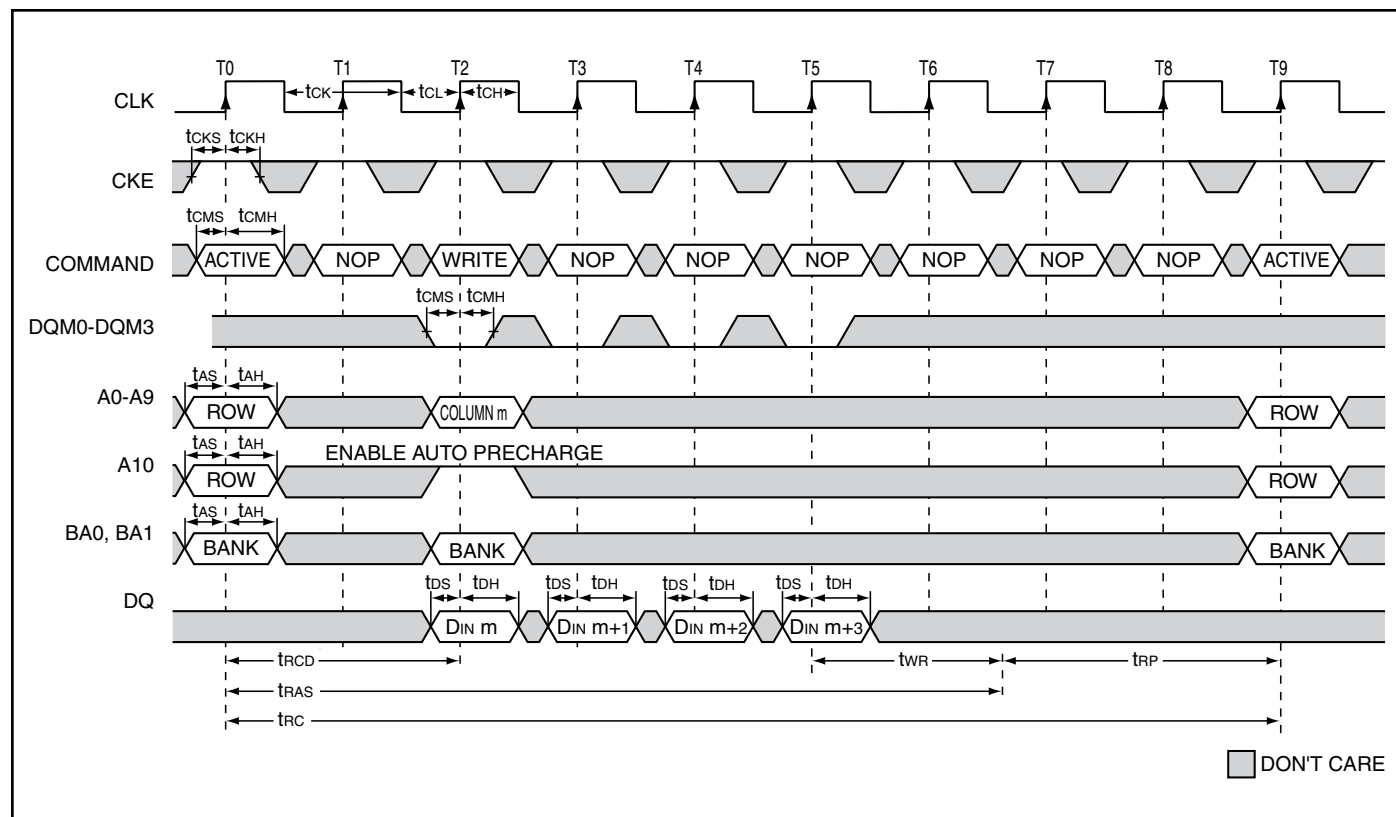 T0 T1 T2 T3 T4 T5 T6 T7 T8 T9
CLK tCK tCL tCH
tCKS tCKH
CKE
tCMS tCMH
COMMAND ACTIVE NOP WRITE NOP NOP NOP NOP NOP NOP ACTIVE
tCMS tCMH
DQM0-DQM3
tAS tAH
A0-A9 ROW COLUMN m ROW
tAS tAH ENABLE AUTO PRECHARGE
A10 ROW ROW
tAS tAH
BA0, BA1 BANK BANK BANK
tDS tDH tDS tDH tDS tDH tDS tDH
DQ DIN m DIN m+1 DIN m+2 DIN m+3
tRCD tWR tRP
tRAS
tRC
DON'T CARE